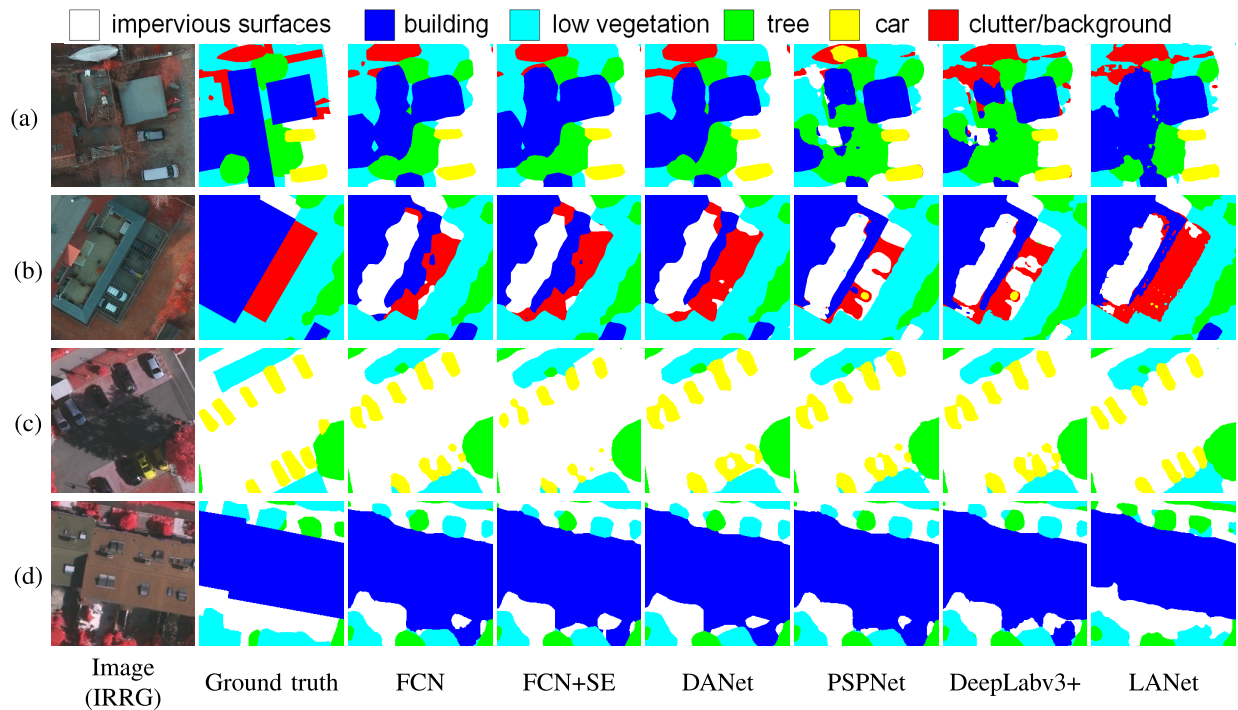 impervious surfaces building low vegetation tree car clutter/background
(a)
(b)
(c)
(d)
Image (IRRG) Ground truth FCN FCN+SE DANet PSPNet DeepLabv3+ LANet